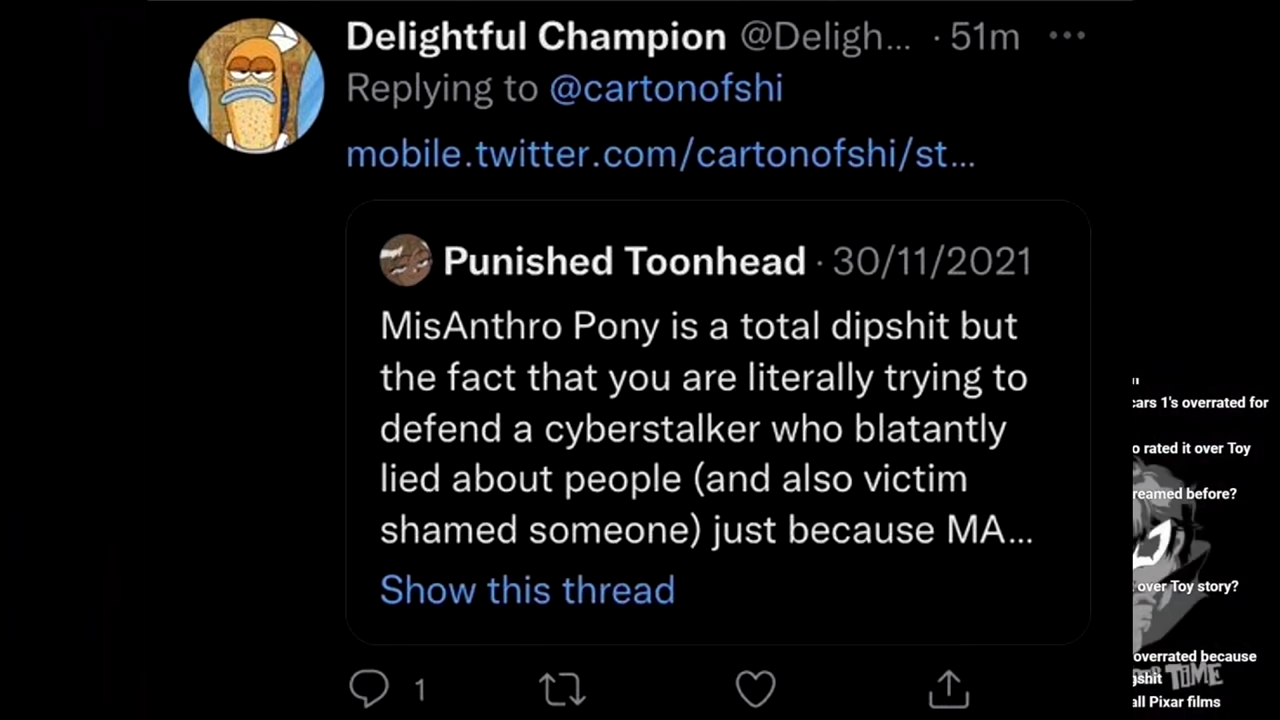 Delightful Champion @Deligh... · 51m
Replying to @cartonofshi
mobile.twitter.com/cartonofshi/st...
Punished Toonhead · 30/11/2021
MisAnthro Pony is a total dipshit but
the fact that you are literally trying to
defend a cyberstalker who blatantly
lied about people (and also victim
shamed someone) just because MA...
Show this thread
1
cars 1's overrated for
o rated it over Toy
reamed before?
over Toy story?
overrated because
gshit
TIME
all Pixar films